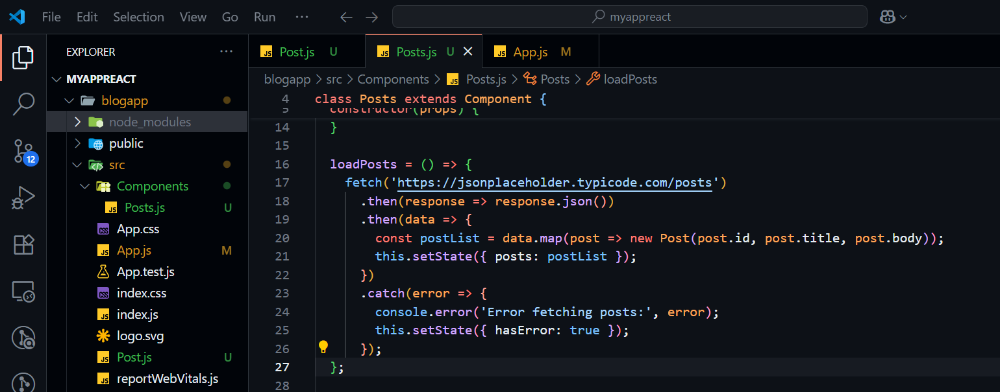 File Edit Selection View Go Run ··· ← → myappreact
EXPLORER ···
Post.js U Posts.js U × App.js M
MYAPPREACT
blogapp
node_modules
public
src
Components
Posts.js U
App.css
App.js M
App.test.js
index.css
index.js
logo.svg
Post.js U
reportWebVitals.js
12
blogapp > src > Components > JS Posts.js > Posts > loadPosts
4 class Posts extends Component {
5 constructor(props) {
14 }
15
16 loadPosts = () => {
17 fetch('https://jsonplaceholder.typicode.com/posts')
18 .then(response => response.json())
19 .then(data => {
20 const postList = data.map(post => new Post(post.id, post.title, post.body));
21 this.setState({ posts: postList });
22 })
23 .catch(error => {
24 console.error('Error fetching posts:', error);
25 this.setState({ hasError: true });
26 });
27 };
28